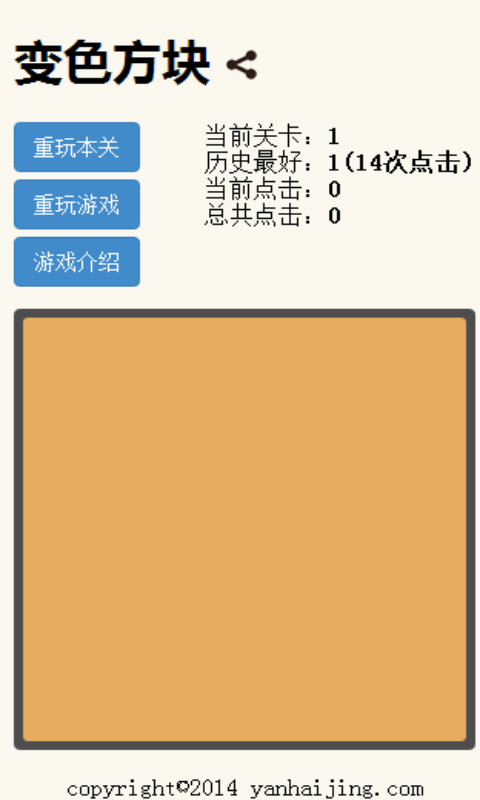 变色方块
重玩本关
重玩游戏
游戏介绍
当前关卡：1
历史最好：1(14次点击)
当前点击：0
总共点击：0
copyright©2014 yanhaijing.com